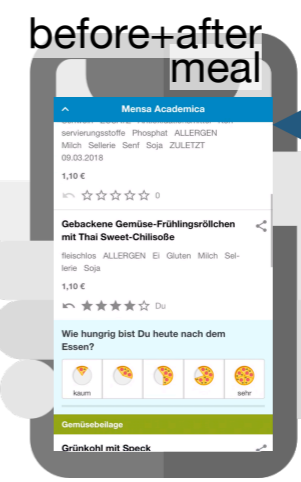 before+after
meal
Mensa Academica
servierungsstoffe Phosphat ALLERGEN
Milch Sellerie Senf Soja ZULETZT
09.03.2018
1,10 €
0
Gebackene Gemüse-Frühlingsröllchen
mit Thai Sweet-Chilisoße
fleischlos ALLERGEN Ei Gluten Milch Sel-
lerie Soja
1,10 €
Du
Wie hungrig bist Du heute nach dem
Essen?
kaum sehr
Gemüsebeilage
Grünkohl mit Speck